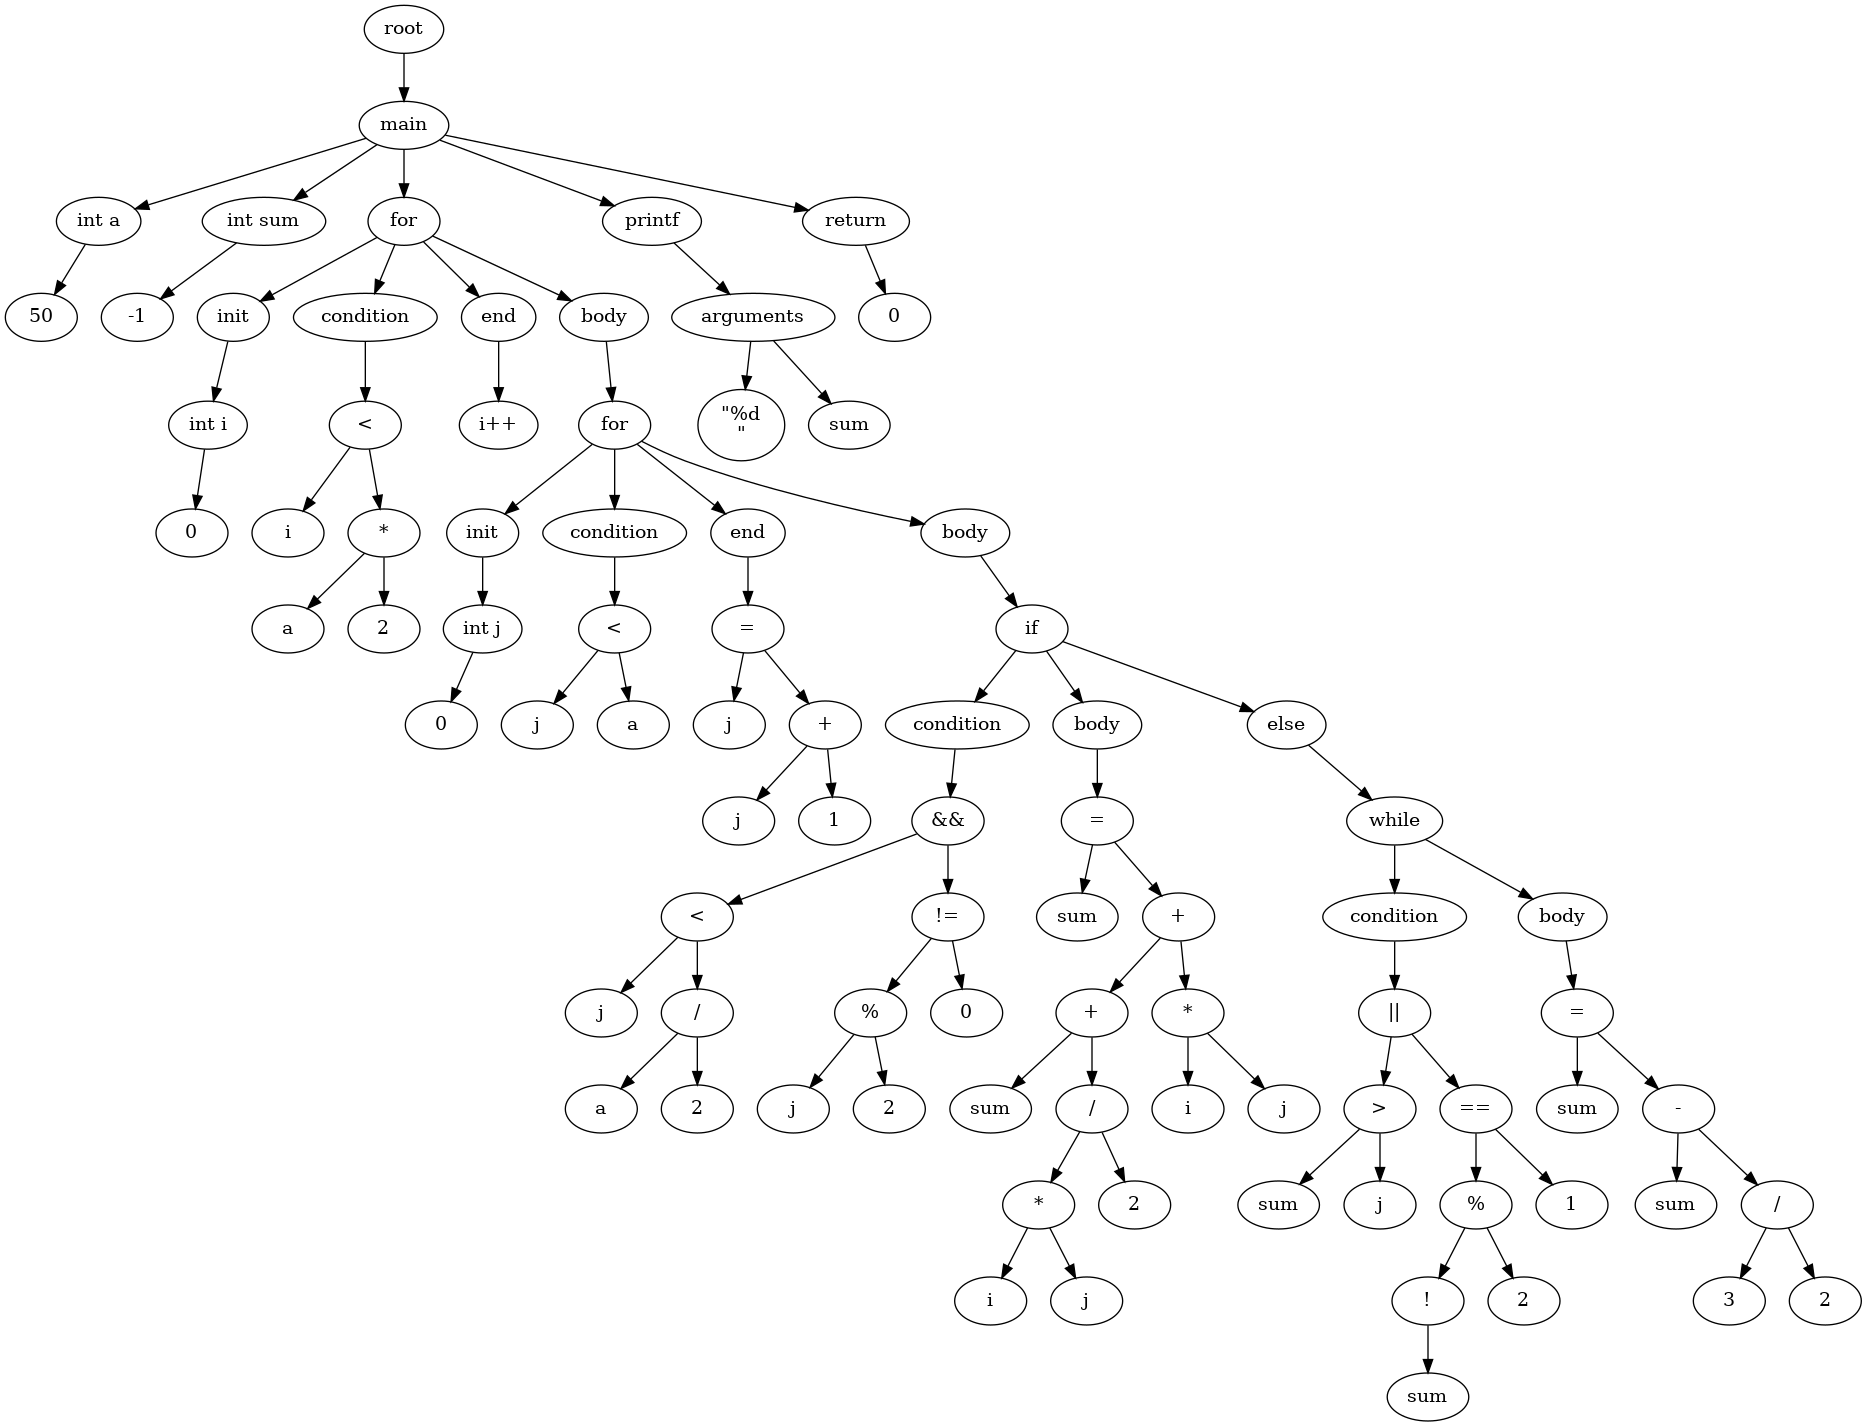 root
main
int a
int sum
for
printf
return
50
-1
init
condition
end
body
arguments
0
int i
<
i++
for
"%d
"
sum
0
i
*
init
condition
end
body
a
2
int j
<
=
if
0
j
a
j
+
condition
body
else
j
1
&&
=
while
<
!=
sum
+
condition
body
j
/
%
0
+
*
||
=
a
2
j
2
sum
/
i
j
>
==
sum
-
*
2
sum
j
%
1
sum
/
i
j
!
2
3
2
sum